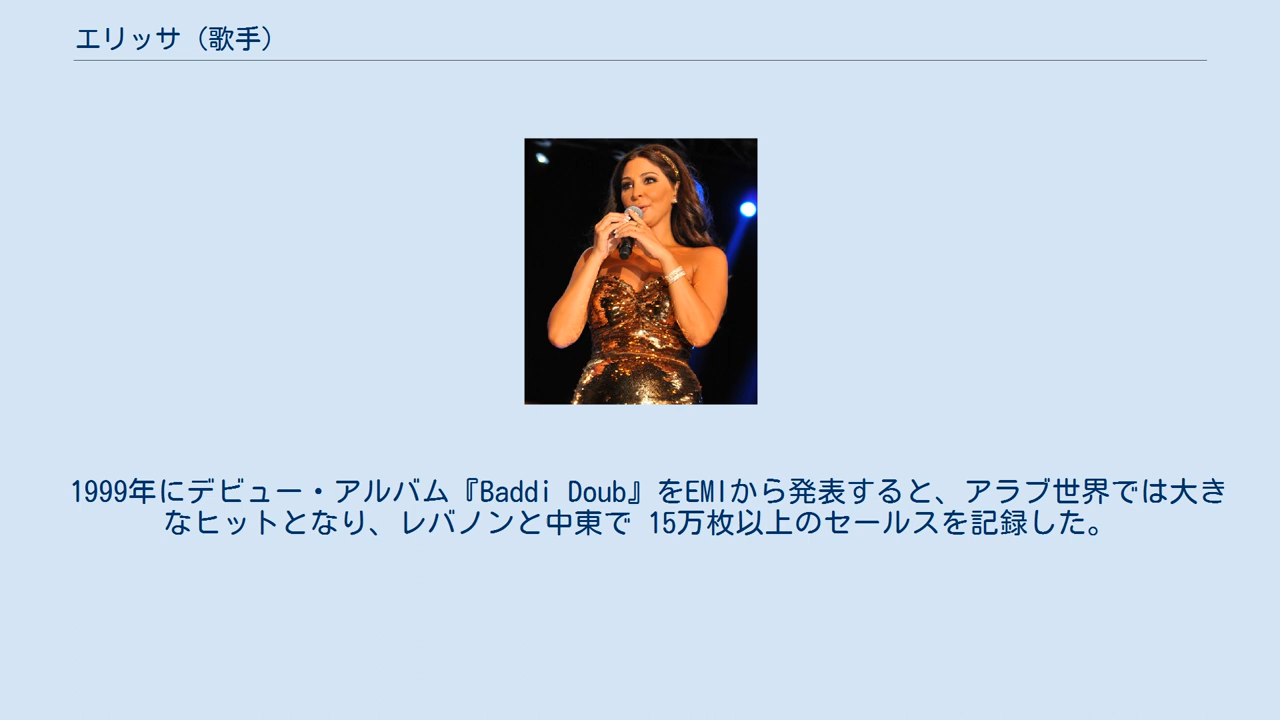 エリッサ（歌手）
1999年にデビュー・アルバム『Baddi Doub』をEMIから発表すると、アラブ世界では大き
なヒットとなり、レバノンと中東で 15万枚以上のセールスを記録した。